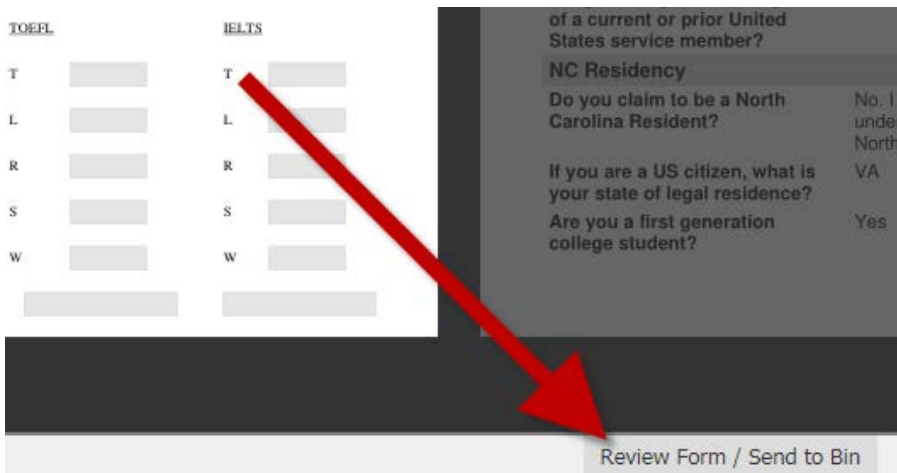 TOEFL
IELTS
T
T
L
L
R
R
S
S
W
W
of a current or prior United
States service member?
NC Residency
Do you claim to be a North
Carolina Resident?
No. I
unde
North
If you are a US citizen, what is
your state of legal residence?
VA
Are you a first generation
college student?
Yes
Review Form / Send to Bin